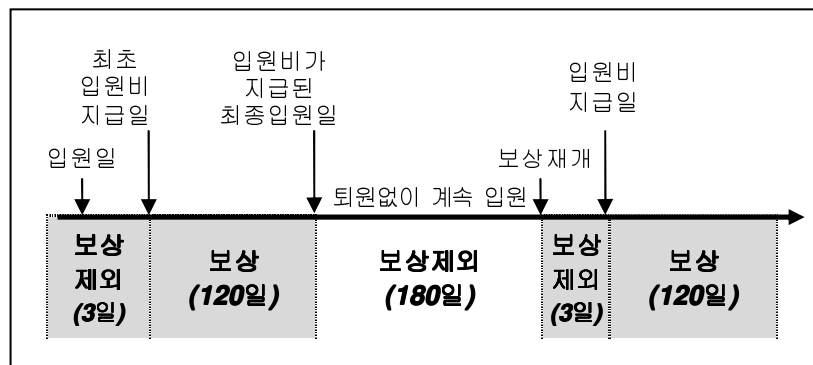 최초
입원비
지급일
입원일
입원비가
지급된
최종입원일
퇴원없이 계속 입원
보상재개
입원비
지급일
보상
제외
(3일)
보상
(120일)
보상제외
(180일)
보상
제외
(3일)
보상
(120일)